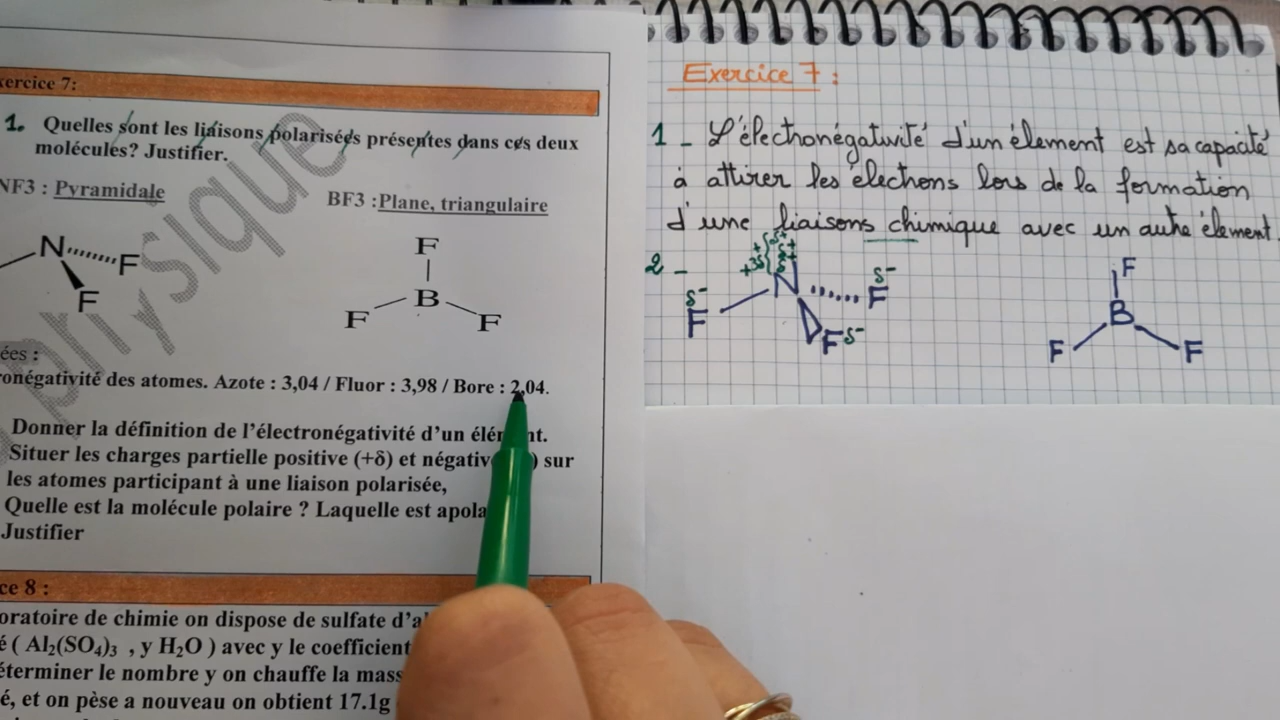 ercice 7:
1. Quelles sont les liaisons polarisées présentes dans ces deux
molécules? Justifier.
NF3 : Pyramidale
BF3 :Plane, triangulaire
N F
F
F
B
F F
physique
ées :
ronégativité des atomes. Azote : 3,04 / Fluor : 3,98 / Bore : 2,04.
Donner la définition de l'électronégativité d'un élé nt.
Situer les charges partielle positive (+δ) et négativ ) sur
les atomes participant à une liaison polarisée,
Quelle est la molécule polaire ? Laquelle est apola
Justifier
ce 8 :
oratoire de chimie on dispose de sulfate d'a
é ( Al₂(SO₄)₃ , y H₂O ) avec y le coefficient
éterminer le nombre y on chauffe la mass
é, et on pèse a nouveau on obtient 17.1g
Exercice 7 :
1 - L'électronégativité d'un élement est sa capacité
à attirer les élechons lors de la formation
d'une liaisons chimique avec un autre élement.
2 -
+3δ { δ+ δ+ δ+
N
δ- F
δ- F
F δ-
F
B
F F